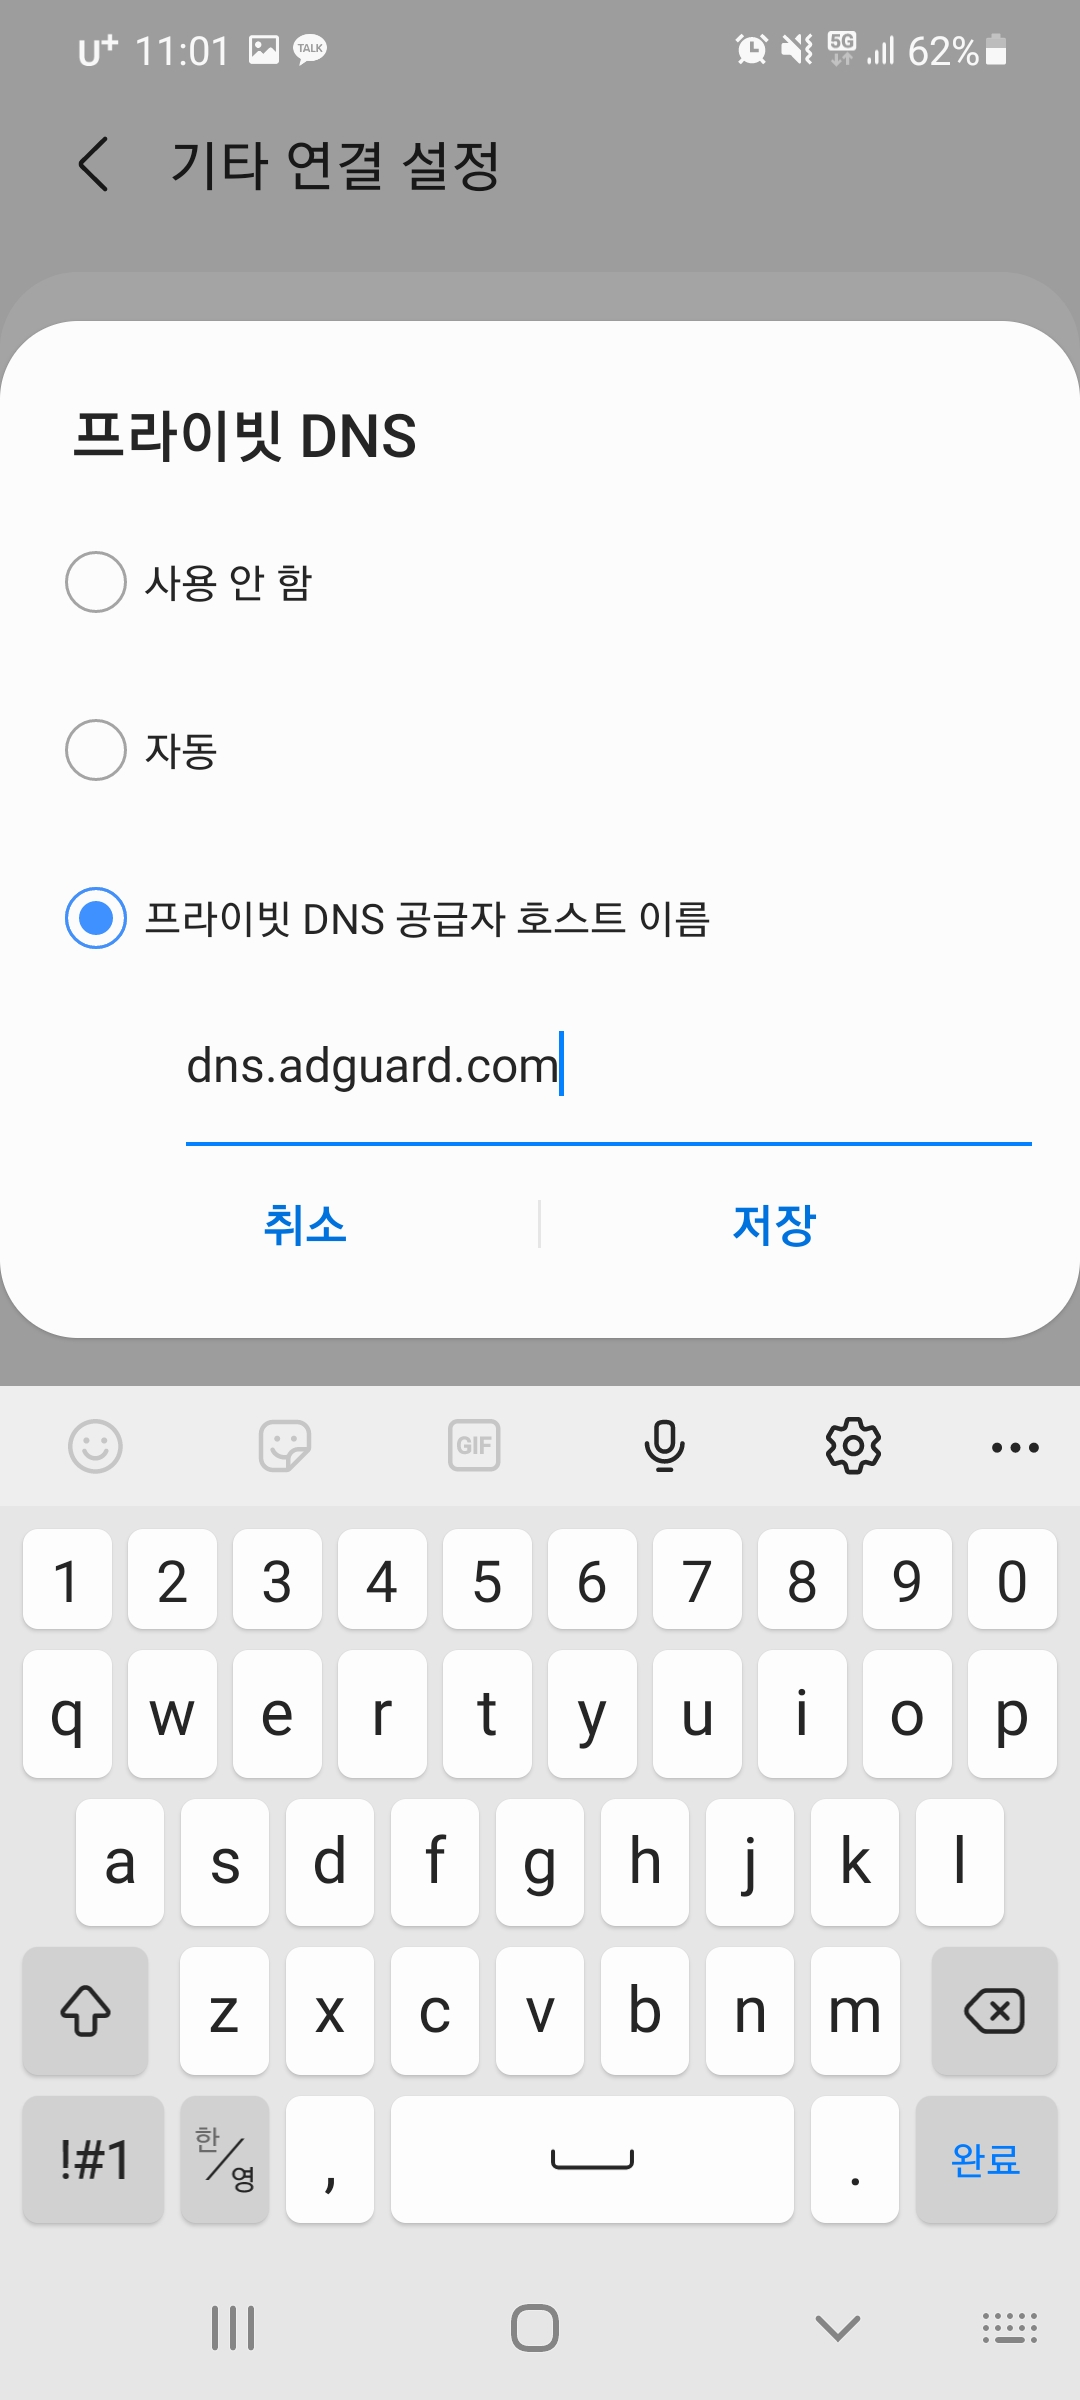 U+ 11:01 TALK 5G 62%
기타 연결 설정
프라이빗 DNS
사용 안 함
자동
프라이빗 DNS 공급자 호스트 이름
dns.adguard.com
취소 저장
GIF
1 2 3 4 5 6 7 8 9 0
q w e r t y u i o p
a s d f g h j k l
z x c v b n m
!#1 한/영 , . 완료